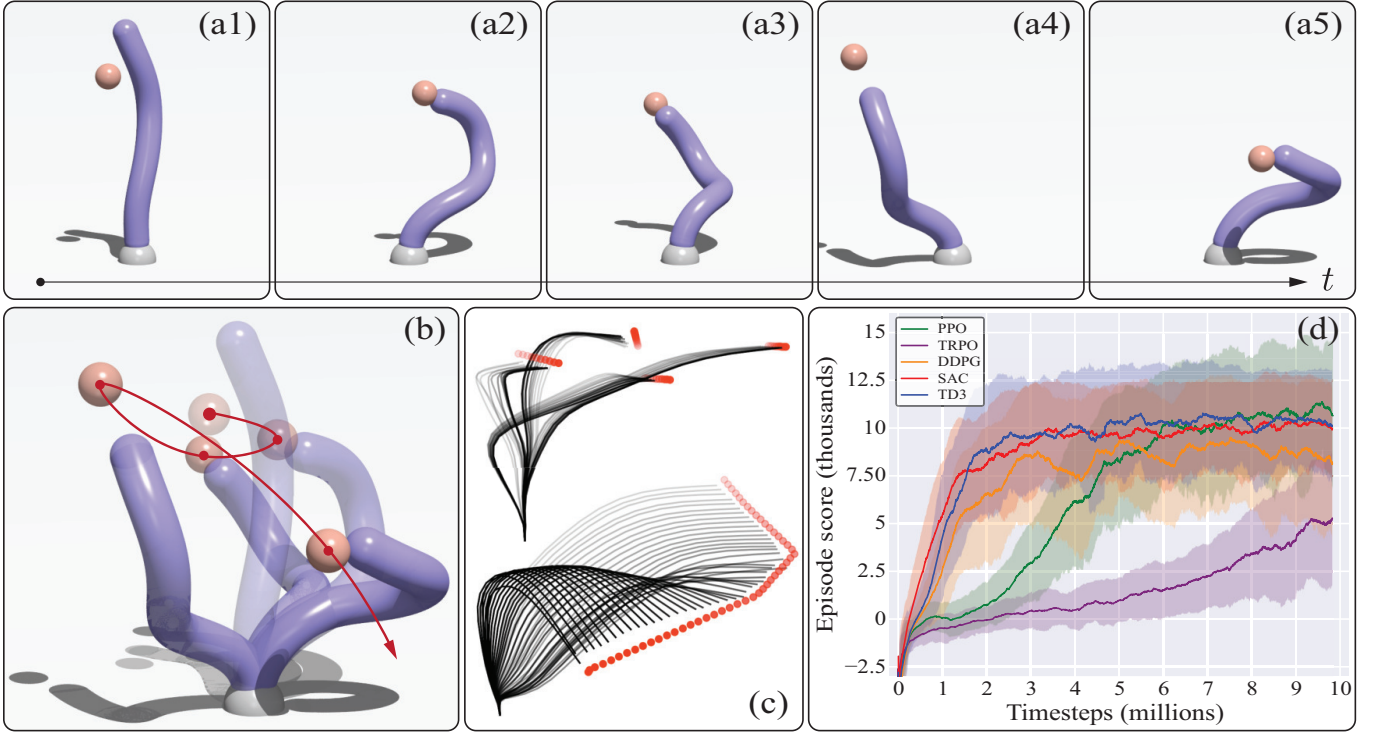 (a1)
(a2)
(a3)
(a4)
(a5)
t
(b)
(c)
(d)
PPO
TRPO
DDPG
SAC
TD3
Episode score (thousands)
15
12.5
10
7.50
5
2.5
0
−2.5
0 1 2 3 4 5 6 7 8 9 10
Timesteps (millions)